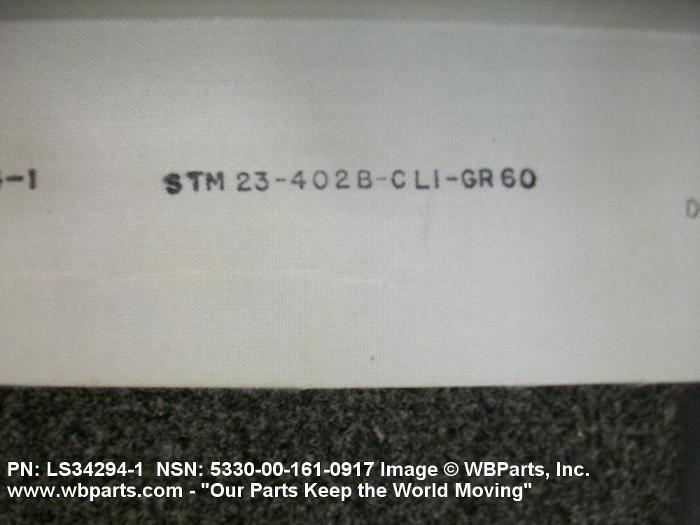 -1 STM 23-402B-CLI-GR60
D
PN: LS34294-1 NSN: 5330-00-161-0917 Image © WBParts, Inc.
www.wbparts.com - "Our Parts Keep the World Moving"